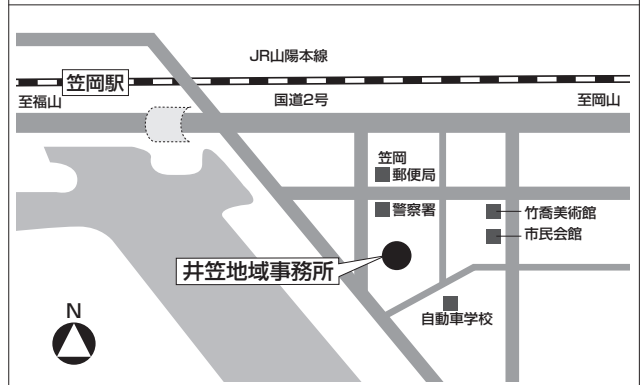 JR山陽本線
笠岡駅
至福山
国道2号
至岡山
笠岡
郵便局
警察署
竹喬美術館
市民会館
井笠地域事務所
自動車学校
N